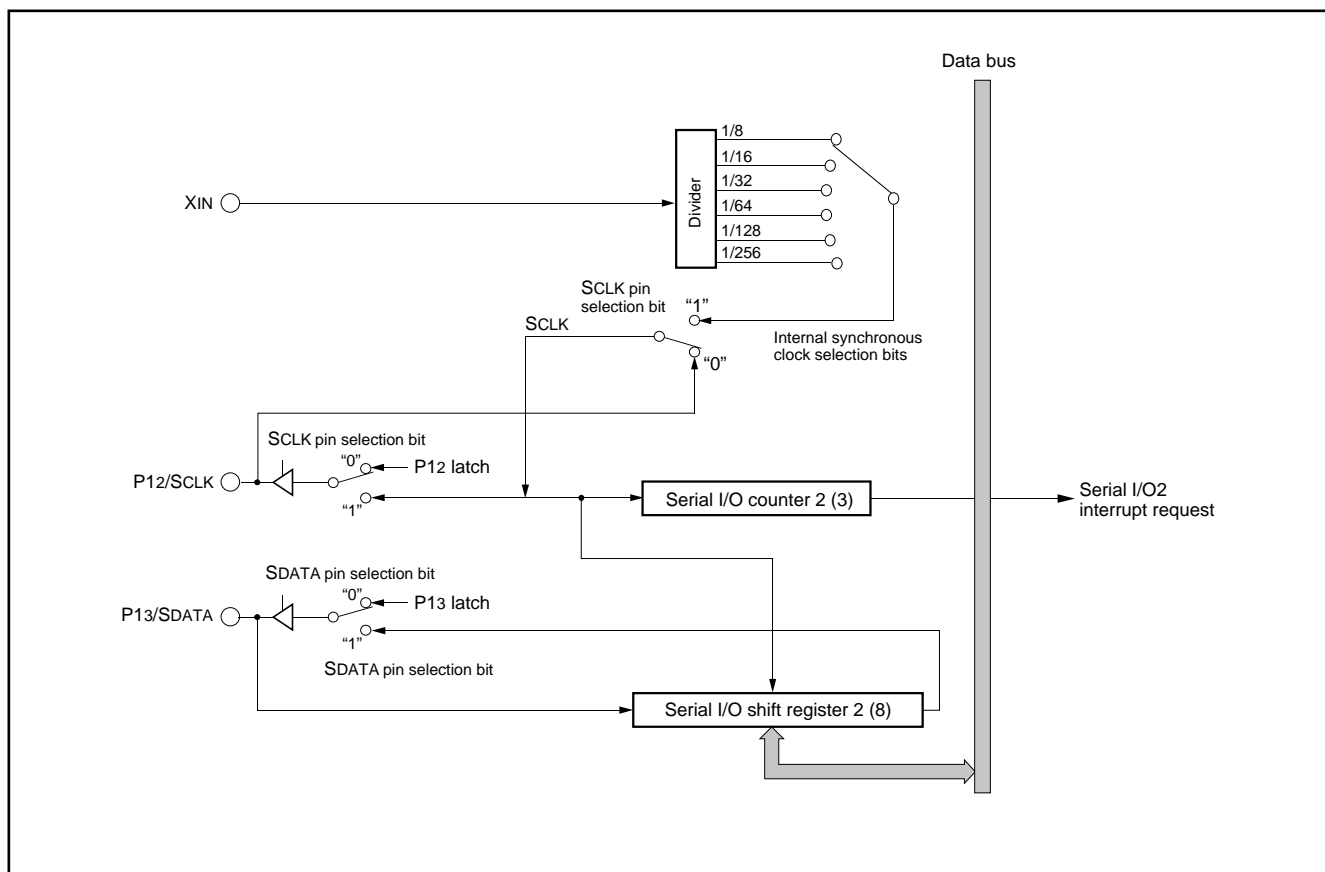 Data bus
1/8
1/16
1/32
1/64
1/128
1/256
Divider
XIN
SCLK pin
selection bit
“1”
SCLK
Internal synchronous
clock selection bits
“0”
SCLK pin selection bit
“0”
P12 latch
P12/SCLK
“1”
Serial I/O counter 2 (3)
Serial I/O2
interrupt request
SDATA pin selection bit
“0”
P13 latch
P13/SDATA
“1”
SDATA pin selection bit
Serial I/O shift register 2 (8)